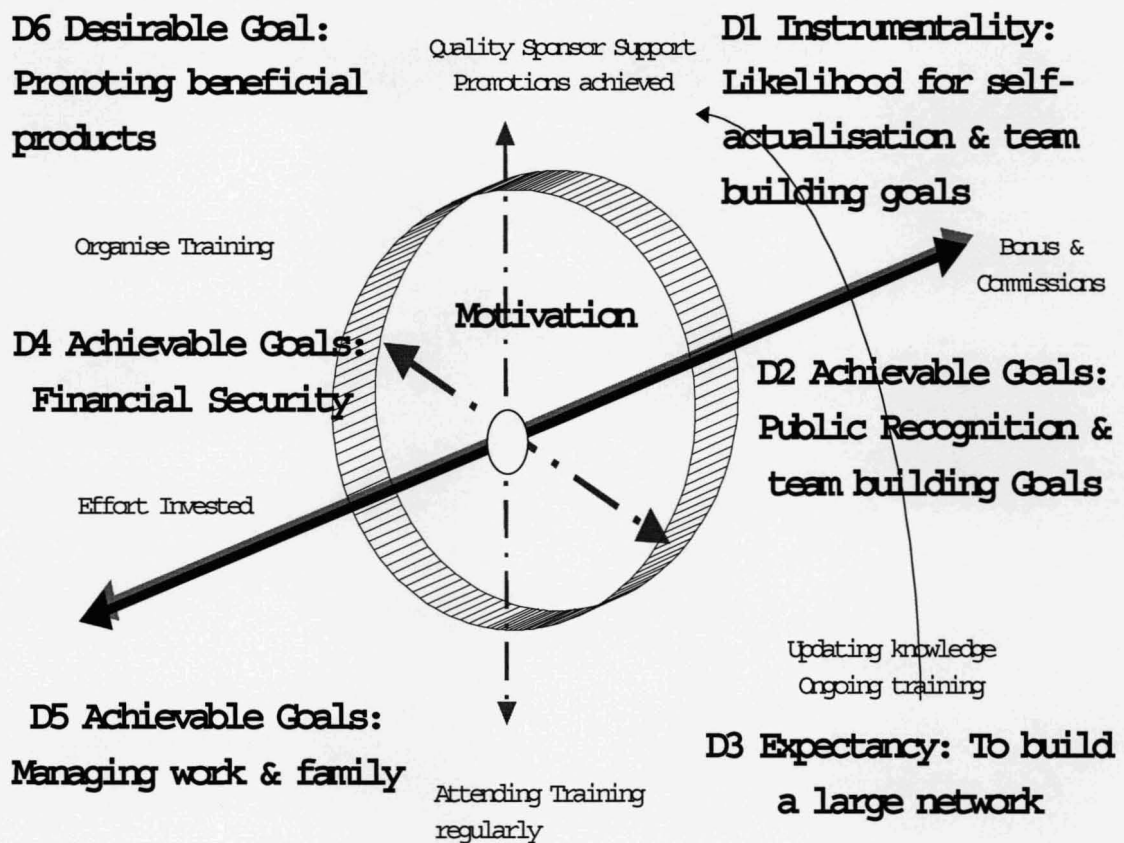 D6 Desirable Goal:
Promoting beneficial
products
Quality Sponsor Support
Promotions achieved
D1 Instrumentality:
Likelihood for self-
actualisation & team
building goals
Organise Training
Bonus &
Commissions
Motivation
D4 Achievable Goals:
Financial Security
D2 Achievable Goals:
Public Recognition &
team building Goals
Effort Invested
Updating knowledge
Ongoing training
D5 Achievable Goals:
Managing work & family
D3 Expectancy: To build
a large network
Attending Training
regularly